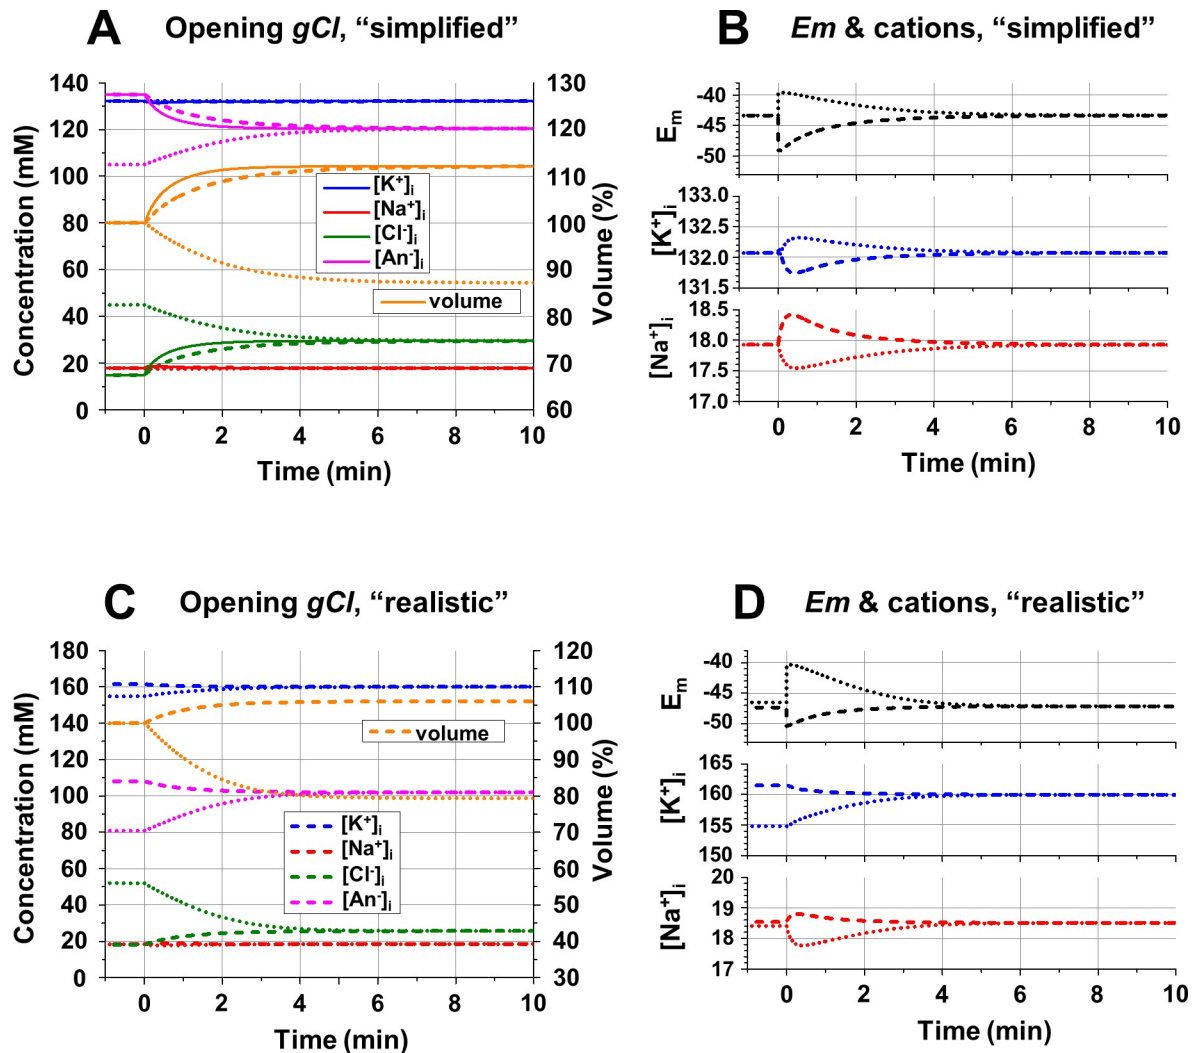 A Opening gCl, “simplified”
Concentration (mM)
140
120
100
80
60
40
20
0
130
120
110
100
90
80
70
60
Volume (%)
[K⁺]ᵢ
[Na⁺]ᵢ
[Cl⁻]ᵢ
[An⁻]ᵢ
volume
0 2 4 6 8 10
Time (min)
B Em & cations, “simplified”
Eₘ
-40
-45
-50
[K⁺]ᵢ
133.0
132.5
132.0
131.5
[Na⁺]ᵢ
18.5
18.0
17.5
17.0
0 2 4 6 8 10
Time (min)
C Opening gCl, “realistic”
Concentration (mM)
180
160
140
120
100
80
60
40
20
0
120
110
100
90
80
70
60
50
40
30
Volume (%)
volume
[K⁺]ᵢ
[Na⁺]ᵢ
[Cl⁻]ᵢ
[An⁻]ᵢ
0 2 4 6 8 10
Time (min)
D Em & cations, “realistic”
Eₘ
-40
-45
-50
[K⁺]ᵢ
165
160
155
150
[Na⁺]ᵢ
20
19
18
17
0 2 4 6 8 10
Time (min)